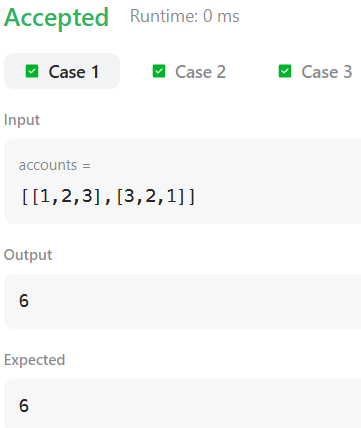 Accepted Runtime: 0 ms
Case 1 Case 2 Case 3
Input
accounts =
[[1,2,3],[3,2,1]]
Output
6
Expected
6